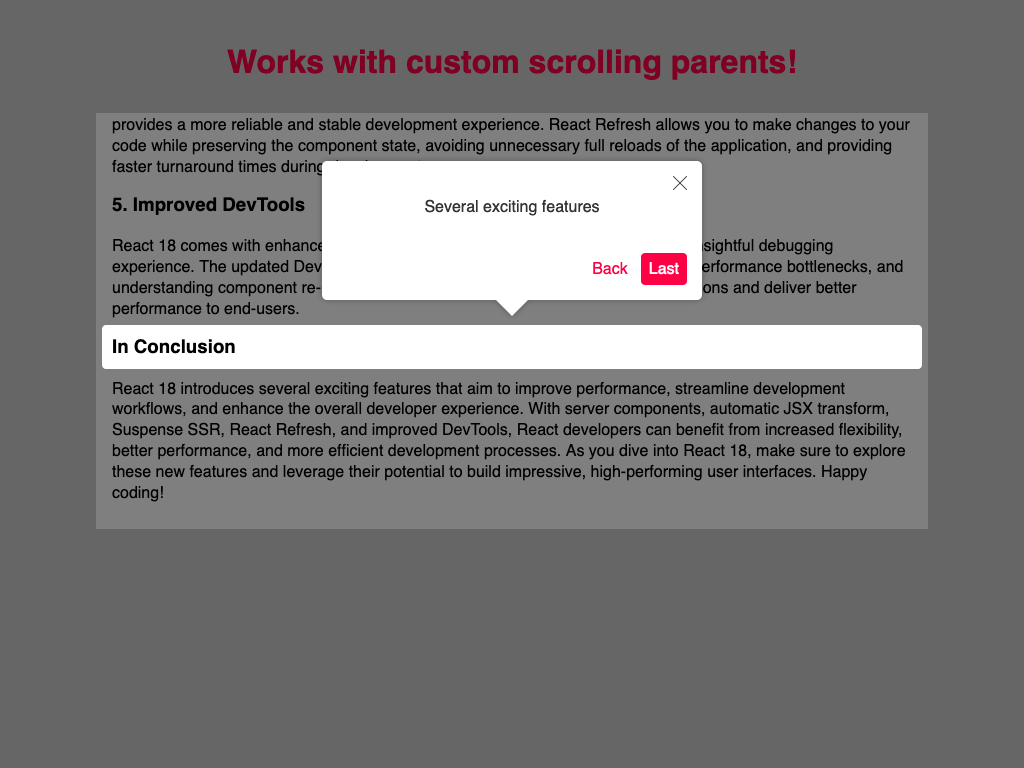 Works with custom scrolling parents!
provides a more reliable and stable development experience. React Refresh allows you to make changes to your
code while preserving the component state, avoiding unnecessary full reloads of the application, and providing
faster turnaround times during
Several exciting features
5. Improved DevTools
React 18 comes with enhance nsightful debugging
experience. The updated Dev erformance bottlenecks, and
Back Last
understanding component re- ons and deliver better
performance to end-users.
In Conclusion
React 18 introduces several exciting features that aim to improve performance, streamline development
workflows, and enhance the overall developer experience. With server components, automatic JSX transform,
Suspense SSR, React Refresh, and improved DevTools, React developers can benefit from increased flexibility,
better performance, and more efficient development processes. As you dive into React 18, make sure to explore
these new features and leverage their potential to build impressive, high-performing user interfaces. Happy
coding!